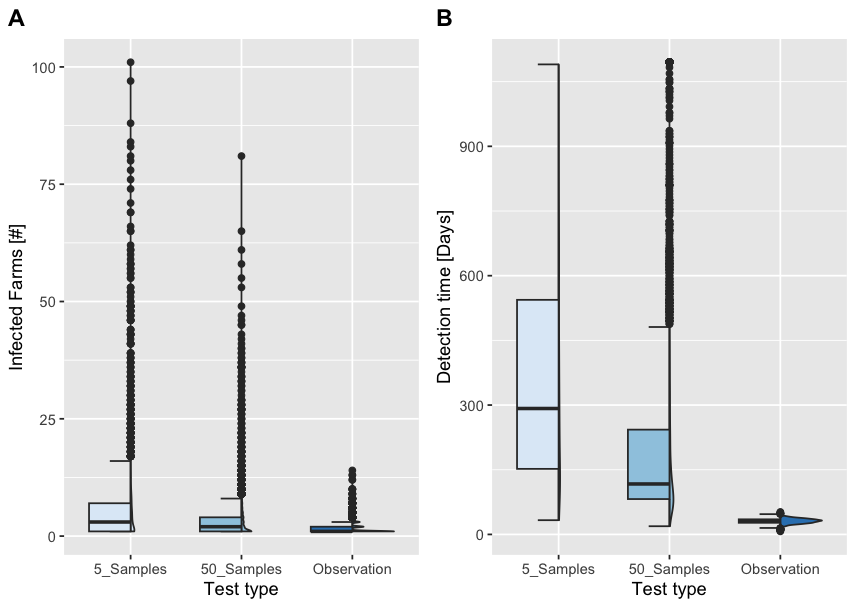 A
Infected Farms [#]
100
75
50
25
0
5_Samples 50_Samples Observation
Test type
B
Detection time [Days]
900
600
300
0
5_Samples 50_Samples Observation
Test type